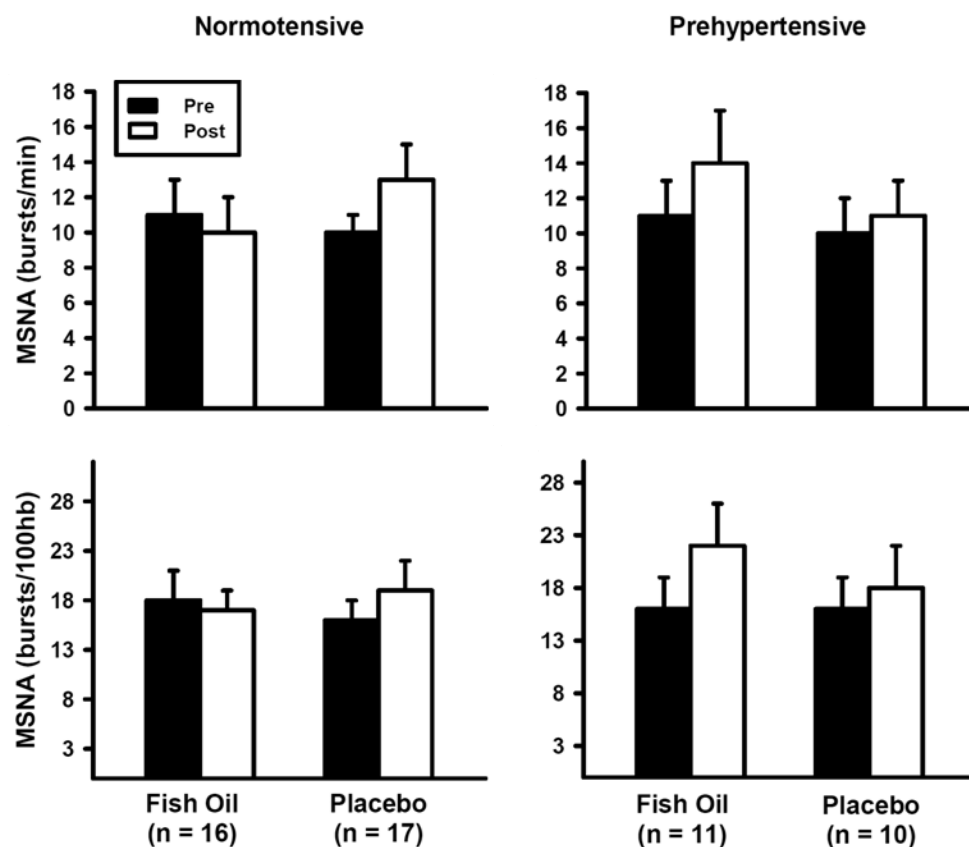 Normotensive
Prehypertensive
MSNA (bursts/min)
18
16
14
12
10
8
6
4
2
0
Pre
Post
18
16
14
12
10
8
6
4
2
0
MSNA (bursts/100hb)
28
23
18
13
8
3
28
23
18
13
8
3
Fish Oil
(n = 16)
Placebo
(n = 17)
Fish Oil
(n = 11)
Placebo
(n = 10)